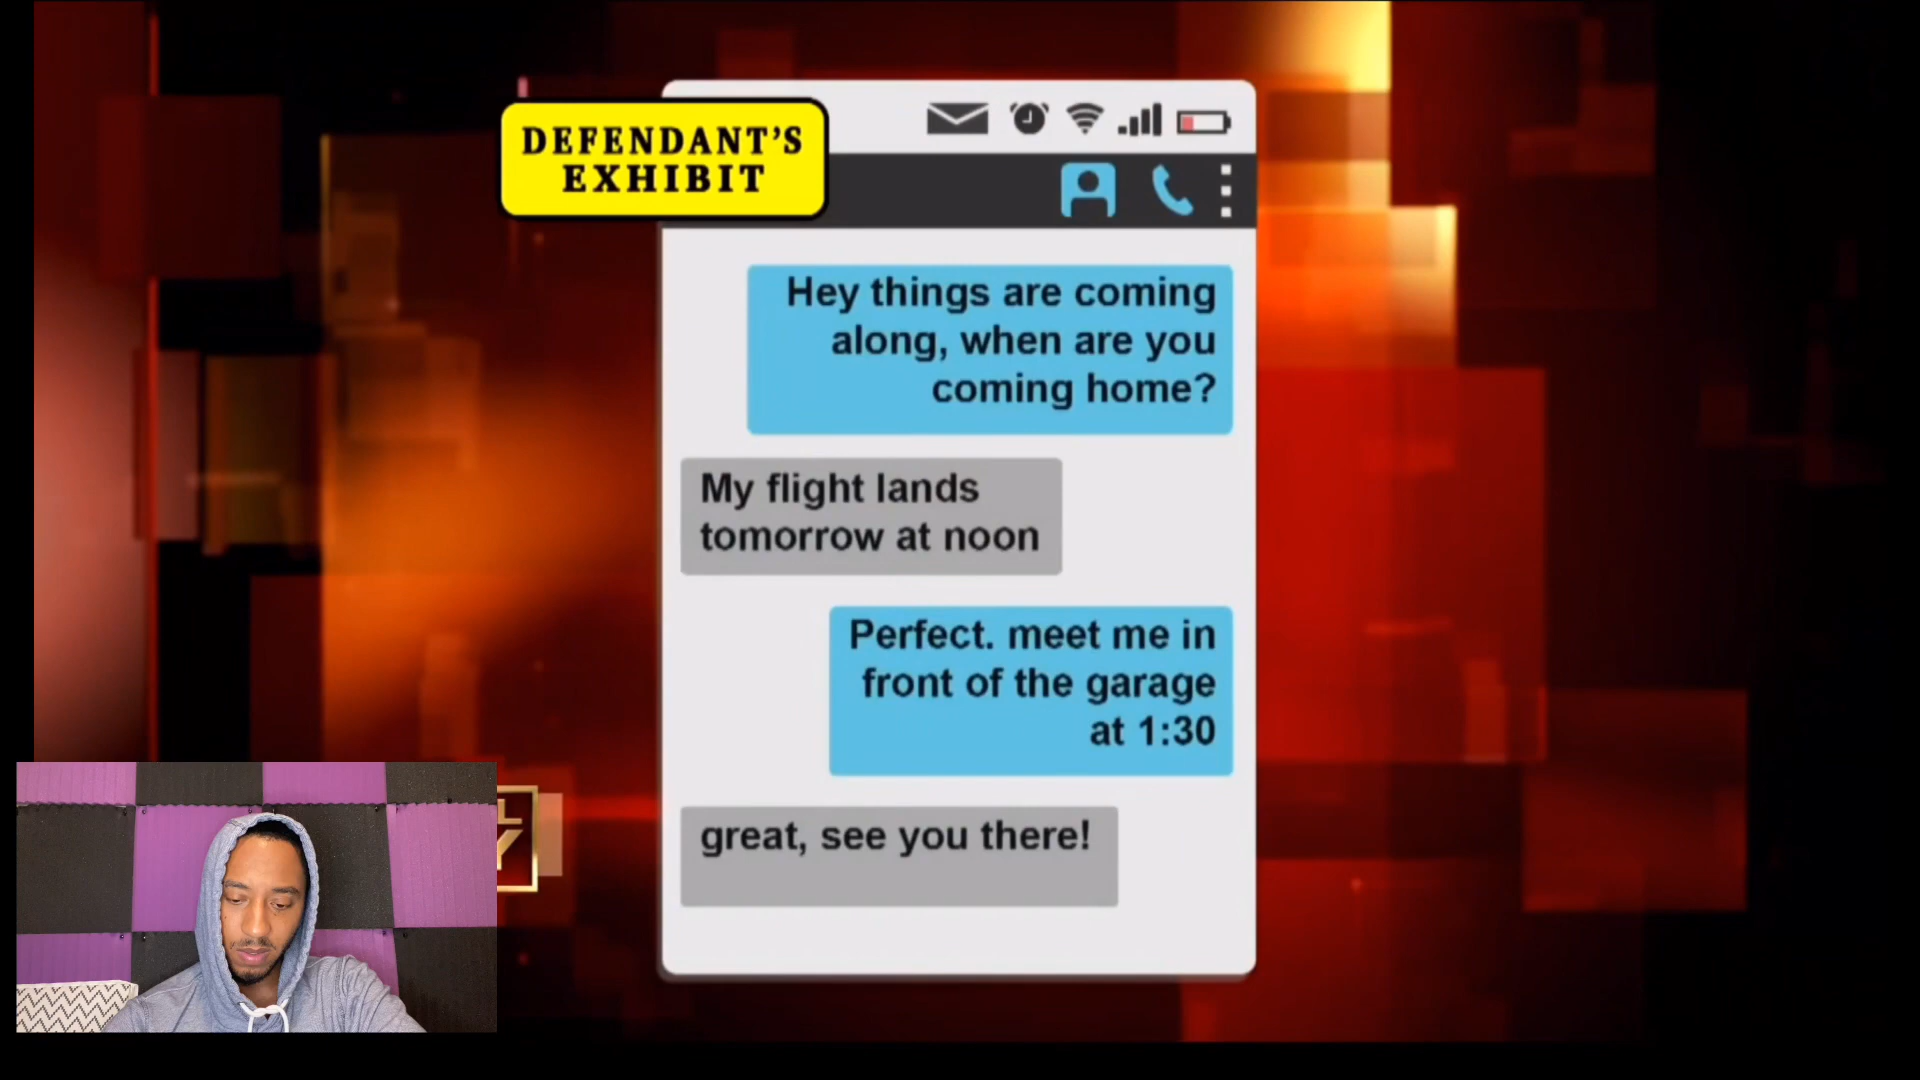 DEFENDANT'S
EXHIBIT
Hey things are coming
along, when are you
coming home?
My flight lands
tomorrow at noon
Perfect. meet me in
front of the garage
at 1:30
great, see you there!